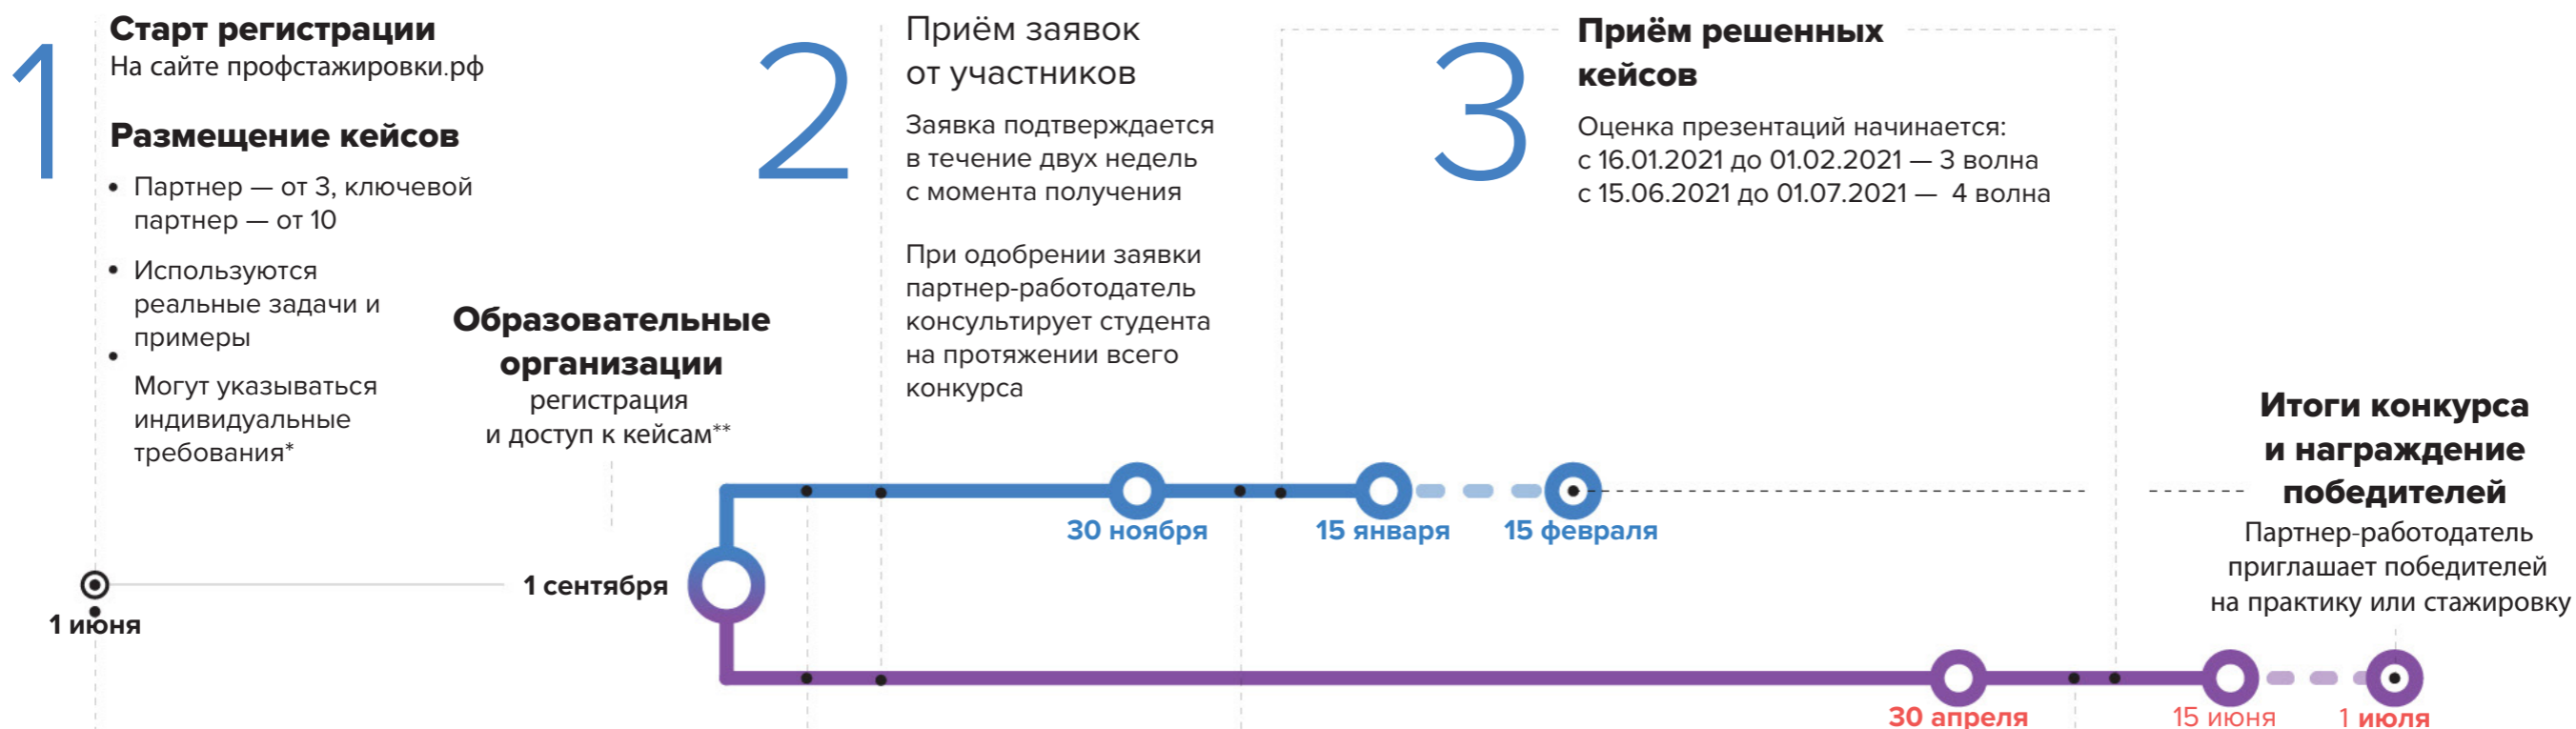 1
Старт регистрации
На сайте профстажировки.рф
Размещение кейсов
• Партнер — от 3, ключевой
партнер — от 10
• Используются
реальные задачи и
примеры
•
Могут указываться
индивидуальные
требования*
Образовательные
организации
регистрация
и доступ к кейсам**
2
Приём заявок
от участников
Заявка подтверждается
в течение двух недель
с момента получения
При одобрении заявки
партнер-работодатель
консультирует студента
на протяжении всего
конкурса
3
Приём решенных
кейсов
Оценка презентаций начинается:
с 16.01.2021 до 01.02.2021 — 3 волна
с 15.06.2021 до 01.07.2021 — 4 волна
Итоги конкурса
и награждение
победителей
Партнер-работодатель
приглашает победителей
на практику или стажировку
30 ноября
15 января
15 февраля
1 сентября
1 июня
30 апреля
15 июня
1 июля